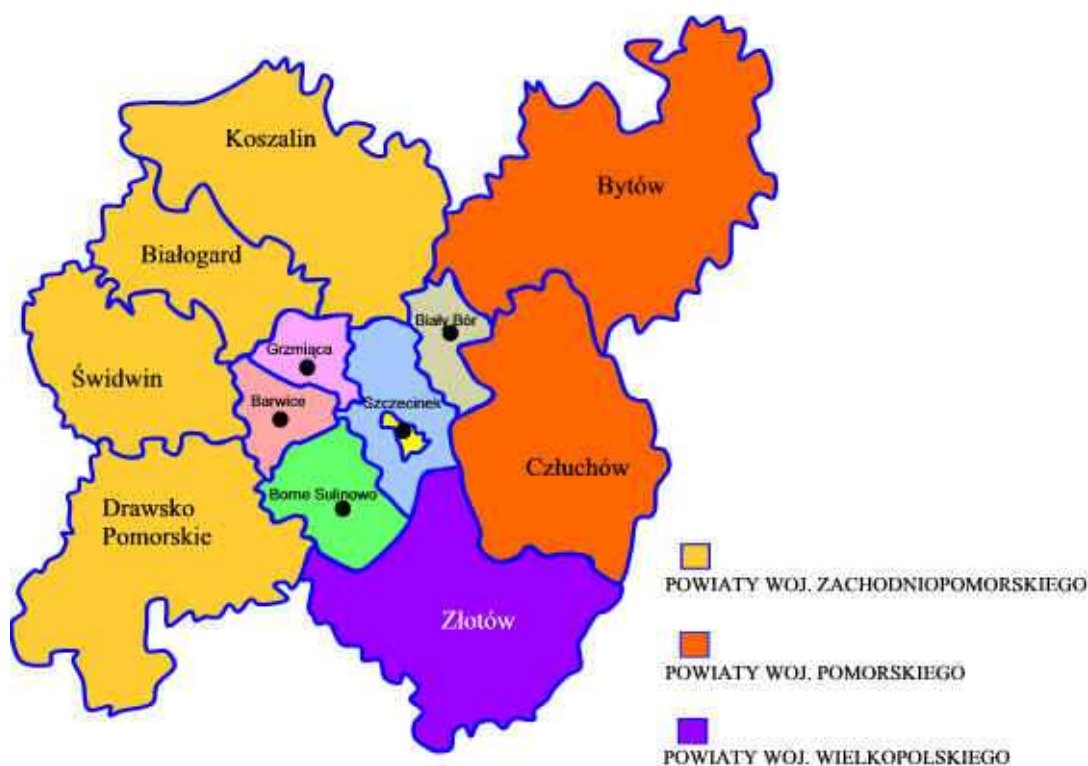 Koszalin
Bytów
Białogard
Biały Bór
Grzmiąca
Świdwin
Barwice
Szczecinek
Człuchów
Borne Sulinowo
Drawsko
Pomorskie
Złotów
POWIATY WOJ. ZACHODNIOPOMORSKIEGO
POWIATY WOJ. POMORSKIEGO
POWIATY WOJ. WIELKOPOLSKIEGO